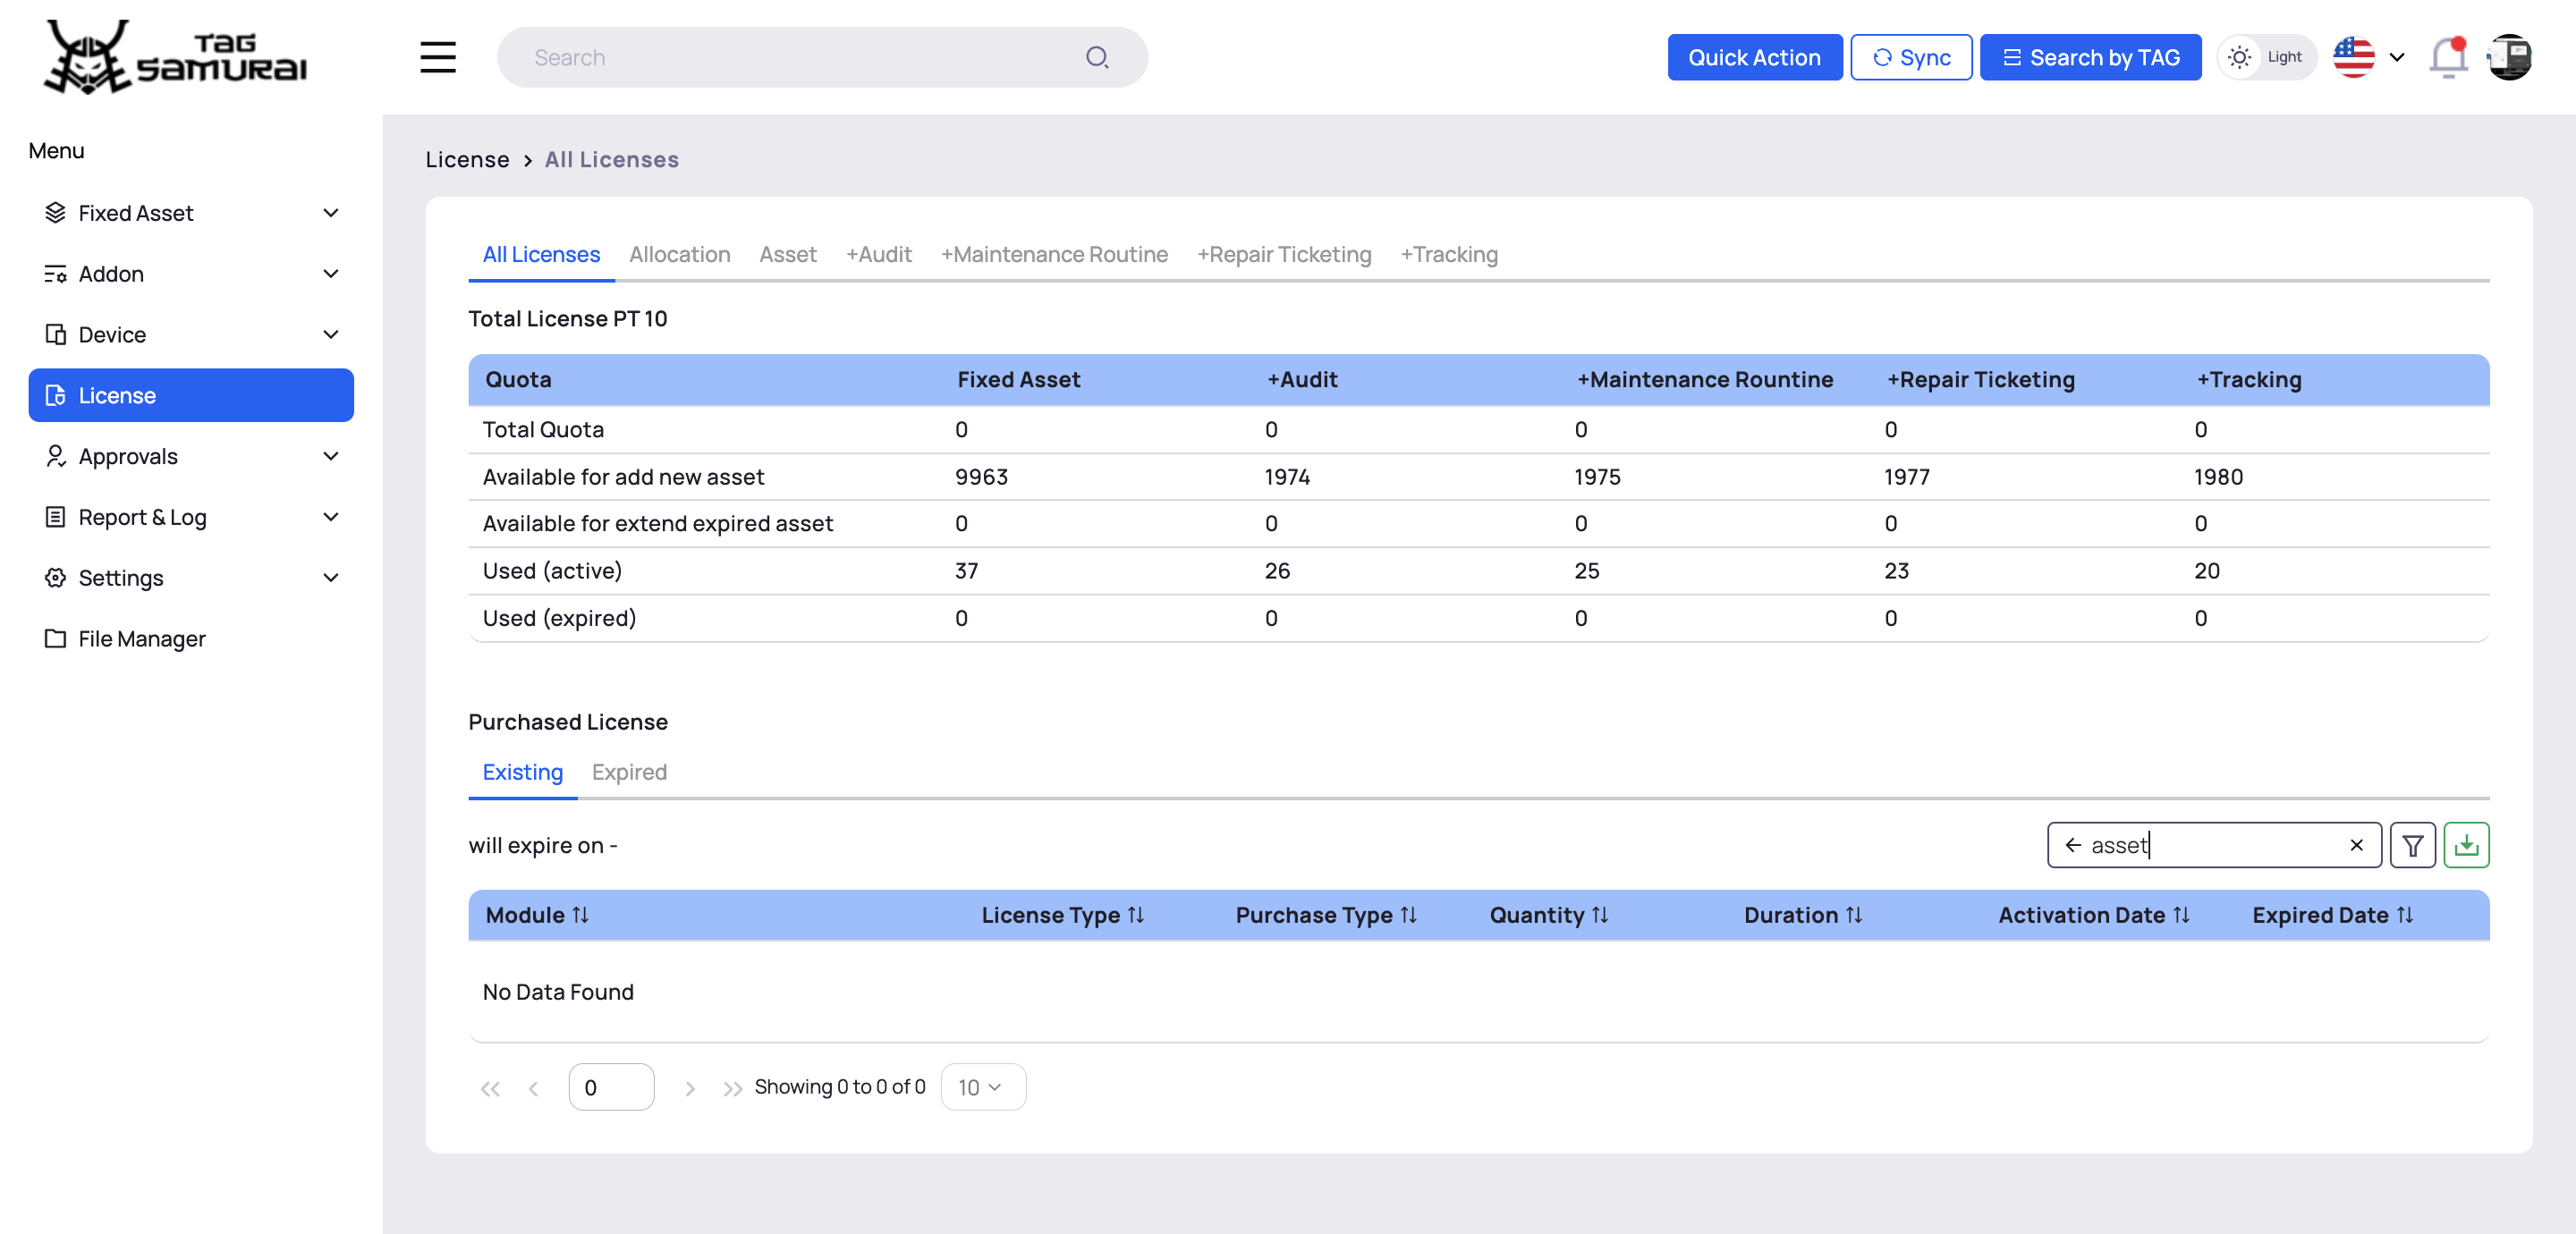 TAG SAMURAI
Search
Quick Action
Sync
Search by TAG
Light
Menu
Fixed Asset
Addon
Device
License
Approvals
Report & Log
Settings
File Manager
License > All Licenses
All Licenses Allocation Asset +Audit +Maintenance Routine +Repair Ticketing +Tracking
Total License PT 10
Quota Fixed Asset +Audit +Maintenance Rountine +Repair Ticketing +Tracking
Total Quota 0 0 0 0 0
Available for add new asset 9963 1974 1975 1977 1980
Available for extend expired asset 0 0 0 0 0
Used (active) 37 26 25 23 20
Used (expired) 0 0 0 0 0
Purchased License
Existing Expired
will expire on -
asset
Module License Type Purchase Type Quantity Duration Activation Date Expired Date
No Data Found
0 Showing 0 to 0 of 0 10